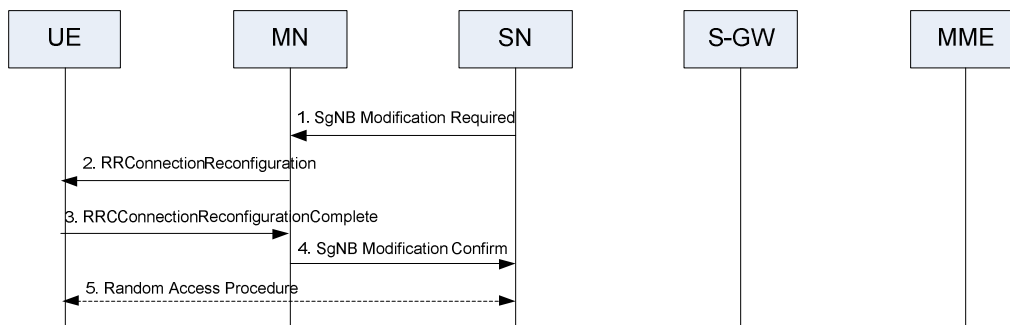 UE
MN
SN
S-GW
MME
1. SgNB Modification Required
2. RRConnectionReconfiguration
3. RRCConnectionReconfigurationComplete
4. SgNB Modification Confirm
5. Random Access Procedure